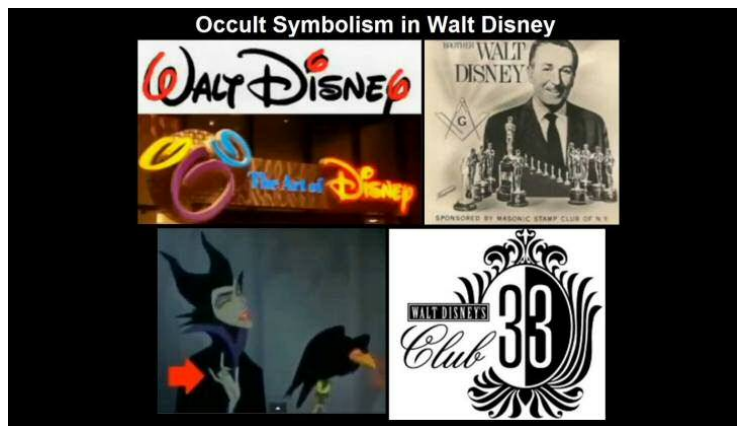 Occult Symbolism in Walt Disney
WALT DISNEY
The Art of DISNEY
BROTHER WALT
DISNEY
G
SPONSORED BY MASONIC STAMP CLUB OF N.Y.
WALT DISNEY'S
Club 33